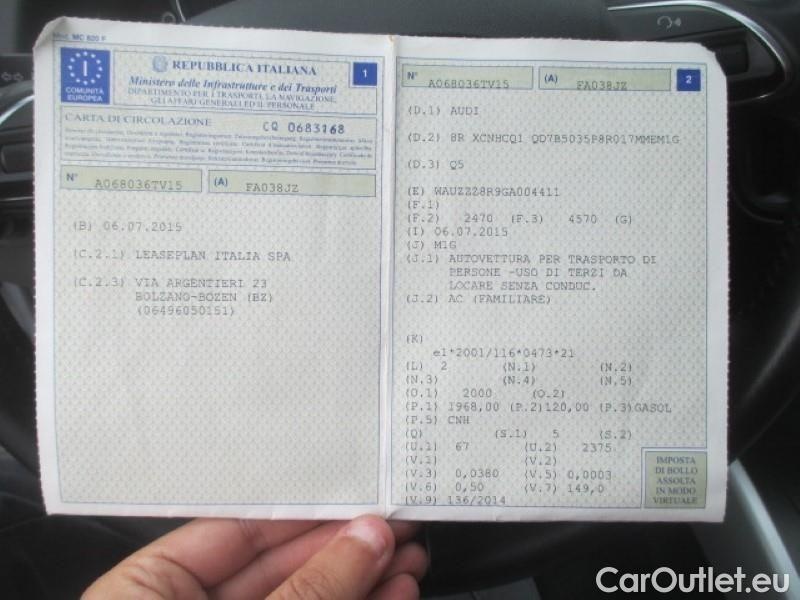 Mod. MC 820 F
COMUNITÀ
EUROPEA
REPUBBLICA ITALIANA
Ministero delle Infrastrutture e dei Trasporti
DIPARTIMENTO PER I TRASPORTI, LA NAVIGAZIONE,
GLI AFFARI GENERALI ED IL PERSONALE
1
CARTA DI CIRCOLAZIONE
CQ 0683168
N° A068036TV15 (A) FA038JZ
(B) 06.07.2015
(C.2.1) LEASEPLAN ITALIA SPA
(C.2.3) VIA ARGENTIERI 23
BOLZANO-BOZEN (BZ)
(06496050151)
N° A068036TV15 (A) FA038JZ 2
(D.1) AUDI
(D.2) 8R XCNHCQ1 QD7B5035P8R017MMEM1G
(D.3) Q5
(E) WAUZZZ8R9GA004411
(F.1)
(F.2) 2470 (F.3) 4570 (G)
(I) 06.07.2015
(J) M1G
(J.1) AUTOVETTURA PER TRASPORTO DI
PERSONE -USO DI TERZI DA
LOCARE SENZA CONDUC.
(J.2) AC (FAMILIARE)
(K)
e1*2001/116*0473*21
(L) 2 (N.1) (N.2)
(N.3) (N.4) (N.5)
(O.1) 2000 (O.2)
(P.1) 1968,00 (P.2)120,00 (P.3)GASOL
(P.5) CNH
(Q) (S.1) 5 (S.2)
(U.1) 67 (U.2) 2375
(V.1) (V.2)
(V.3) 0,0380 (V.5) 0,0003
(V.6) 0,50 (V.7) 149,0
(V.9) 136/2014
IMPOSTA
DI BOLLO
ASSOLTA
IN MODO
VIRTUALE
CarOutlet.eu